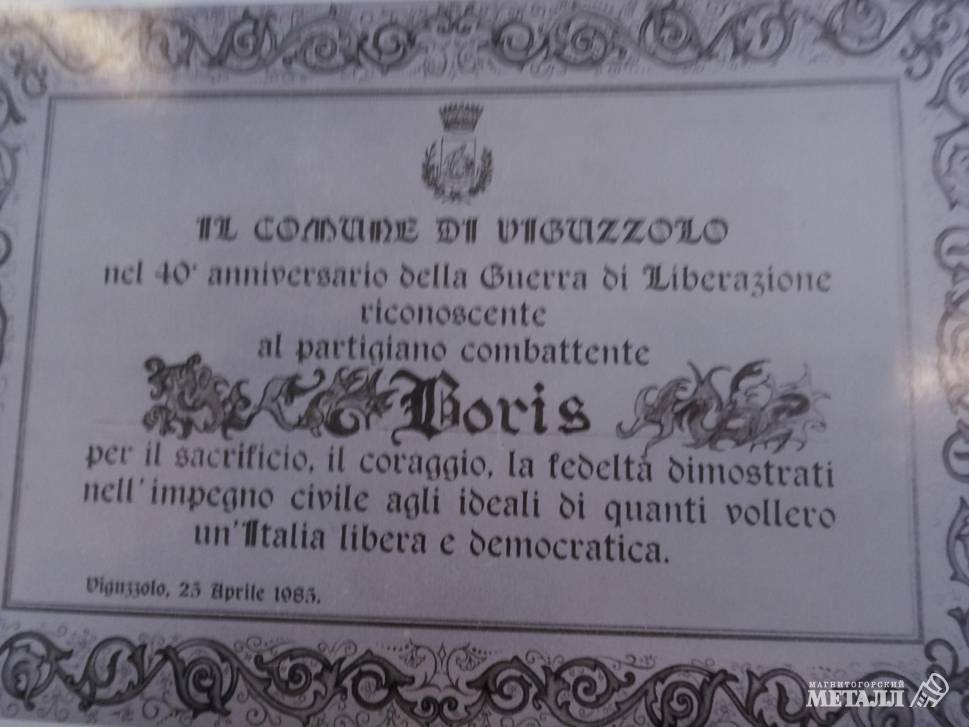 IL COMUNE DI VIGUZZOLO
nel 40° anniversario della Guerra di Liberazione
riconoscente
al partigiano combattente
Boris
per il sacrificio, il coraggio, la fedeltà dimostrati
nell'impegno civile agli ideali di quanti vollero
un'Italia libera e democratica.
Viguzzolo, 25 Aprile 1985.
МАГНИТОГОРСКИЙ
МЕТАЛЛ